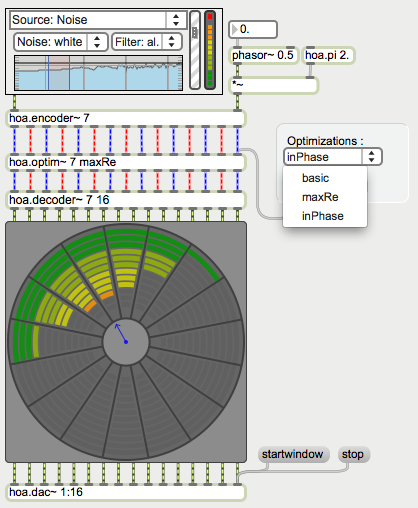 Source: Noise
Noise: white
Filter: al.
0.
phasor~ 0.5
hoa.pi 2.
*~
hoa.encoder~ 7
hoa.optim~ 7 maxRe
hoa.decoder~ 7 16
Optimizations :
inPhase
basic
maxRe
inPhase
startwindow
stop
hoa.dac~ 1:16